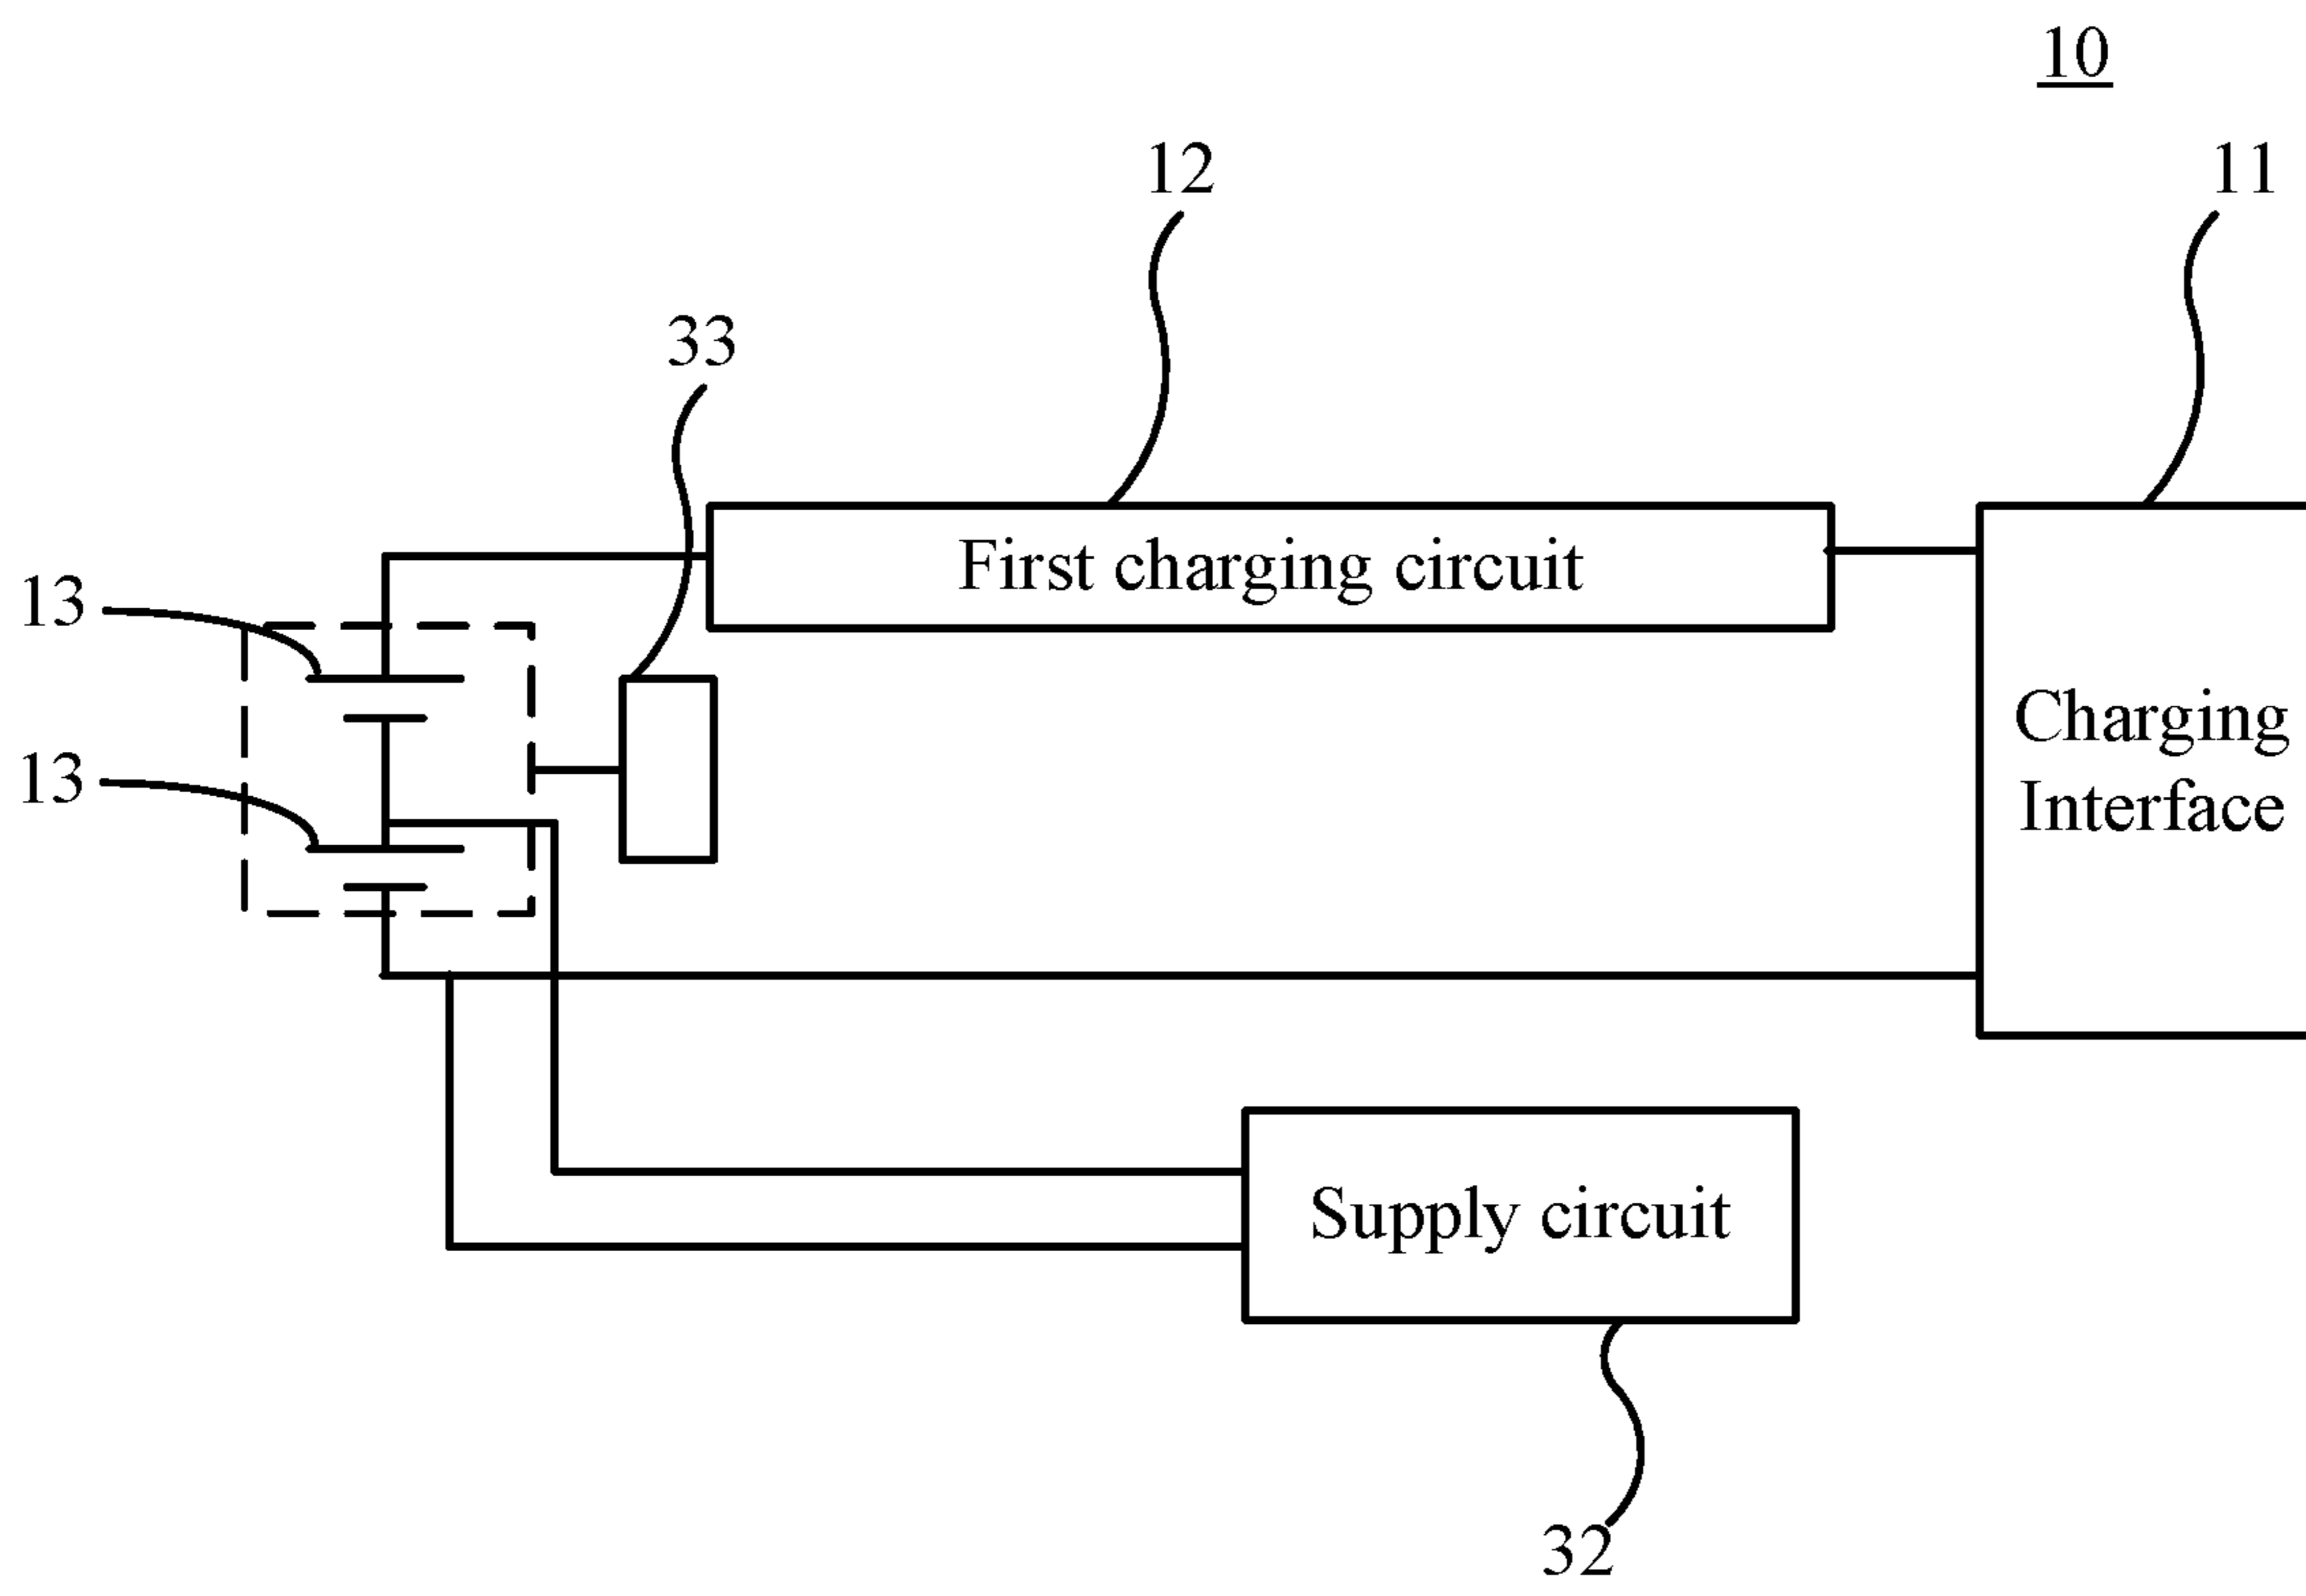 10
12
11
33
First charging circuit
13
Charging
Interface
13
Supply circuit
32